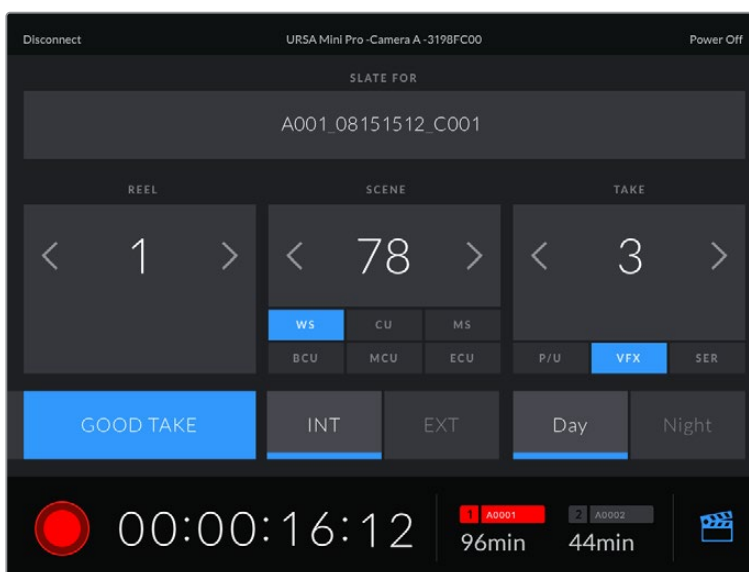 Disconnect URSA Mini Pro -Camera A -3198FC00 Power Off
SLATE FOR
A001_08151512_C001
REEL SCENE TAKE
< 1 > < 78 > < 3 >
WS CU MS
BCU MCU ECU P/U VFX SER
GOOD TAKE INT EXT Day Night
00:00:16:12 1 A0001 2 A0002
96min 44min